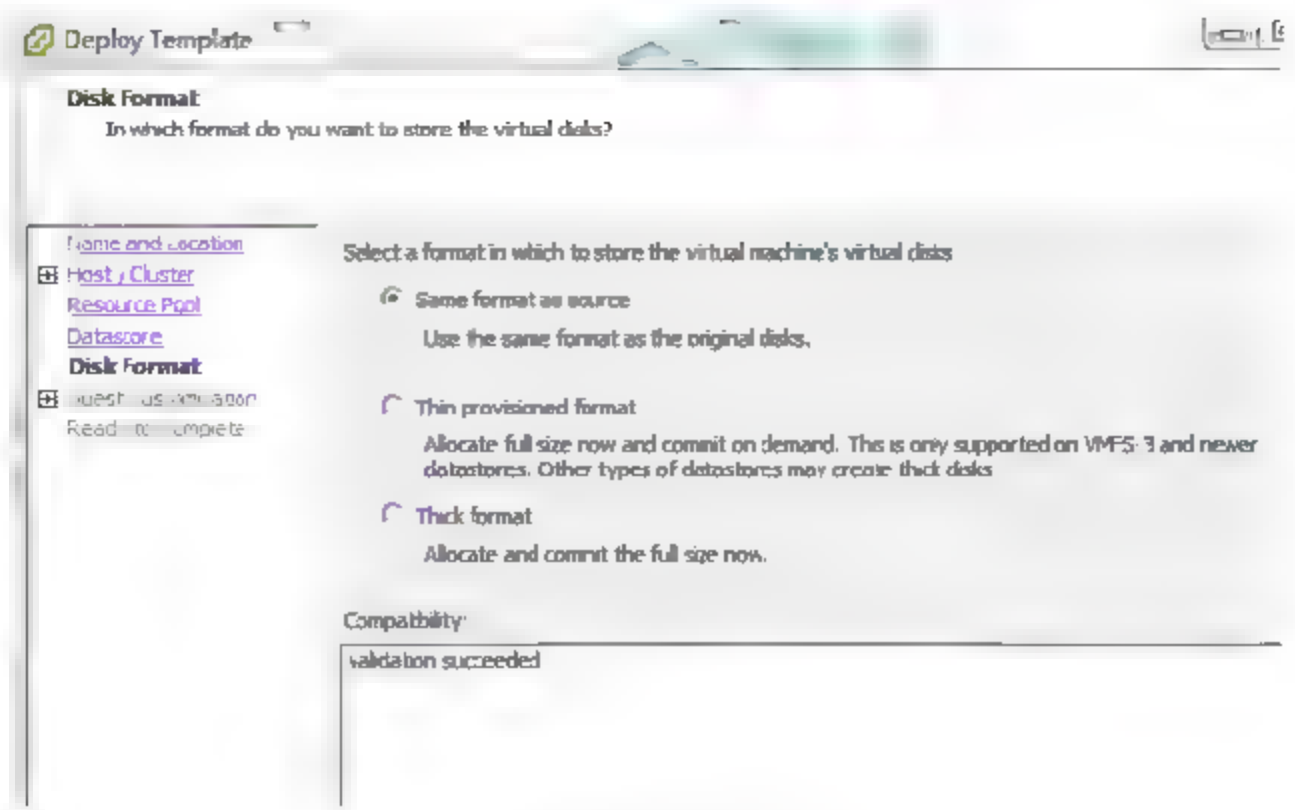 Deploy Template
Disk Format
In which format do you want to store the virtual disks?
Name and Location
Host / Cluster
Resource Pool
Datastore
Disk Format
Select a format in which to store the virtual machine's virtual disks
Same format as source
Use the same format as the original disks.
Thin provisioned format
Allocate full size now and commit on demand. This is only supported on VMFS-3 and newer
datastores. Other types of datastores may create thick disks
Thick format
Allocate and commit the full size now.
Compatibility:
Validation succeeded